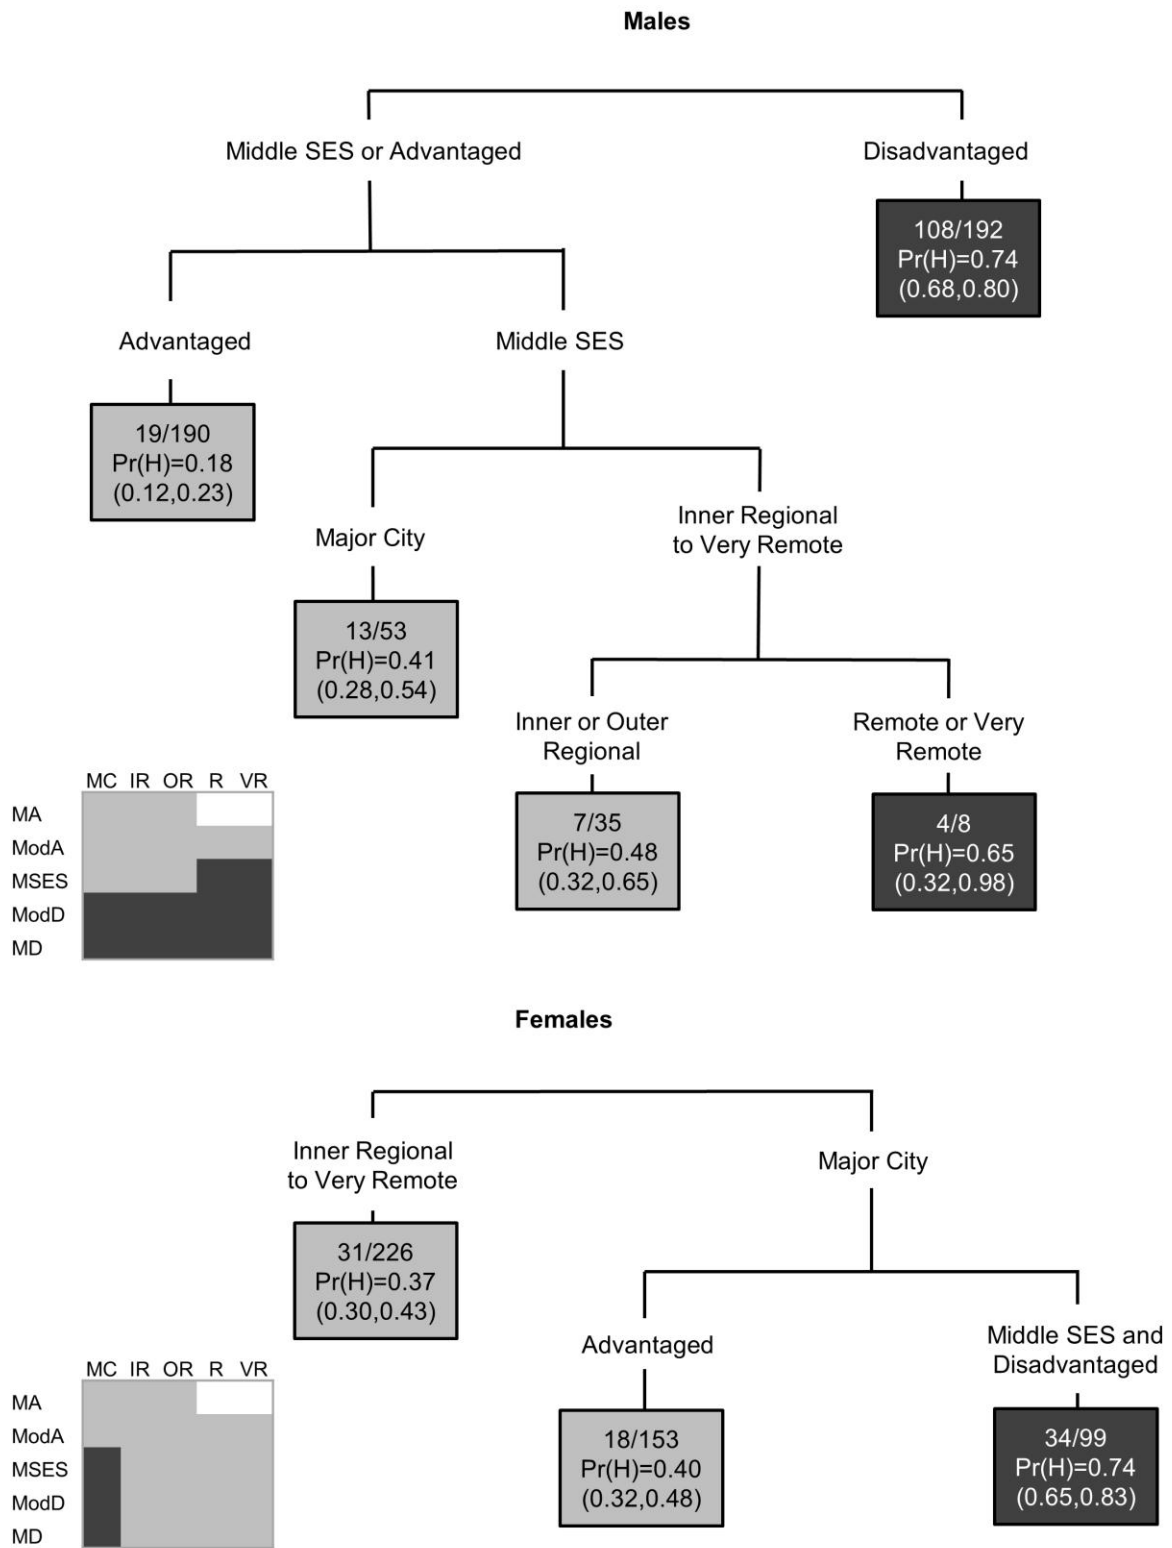 Males
Middle SES or Advantaged
Disadvantaged
108/192
Pr(H)=0.74
(0.68,0.80)
Advantaged
Middle SES
19/190
Pr(H)=0.18
(0.12,0.23)
Major City
Inner Regional
to Very Remote
13/53
Pr(H)=0.41
(0.28,0.54)
Inner or Outer
Regional
Remote or Very
Remote
7/35
Pr(H)=0.48
(0.32,0.65)
4/8
Pr(H)=0.65
(0.32,0.98)
MC IR OR R VR
MA
ModA
MSES
ModD
MD
Females
Inner Regional
to Very Remote
Major City
31/226
Pr(H)=0.37
(0.30,0.43)
Advantaged
Middle SES and
Disadvantaged
18/153
Pr(H)=0.40
(0.32,0.48)
34/99
Pr(H)=0.74
(0.65,0.83)
MC IR OR R VR
MA
ModA
MSES
ModD
MD